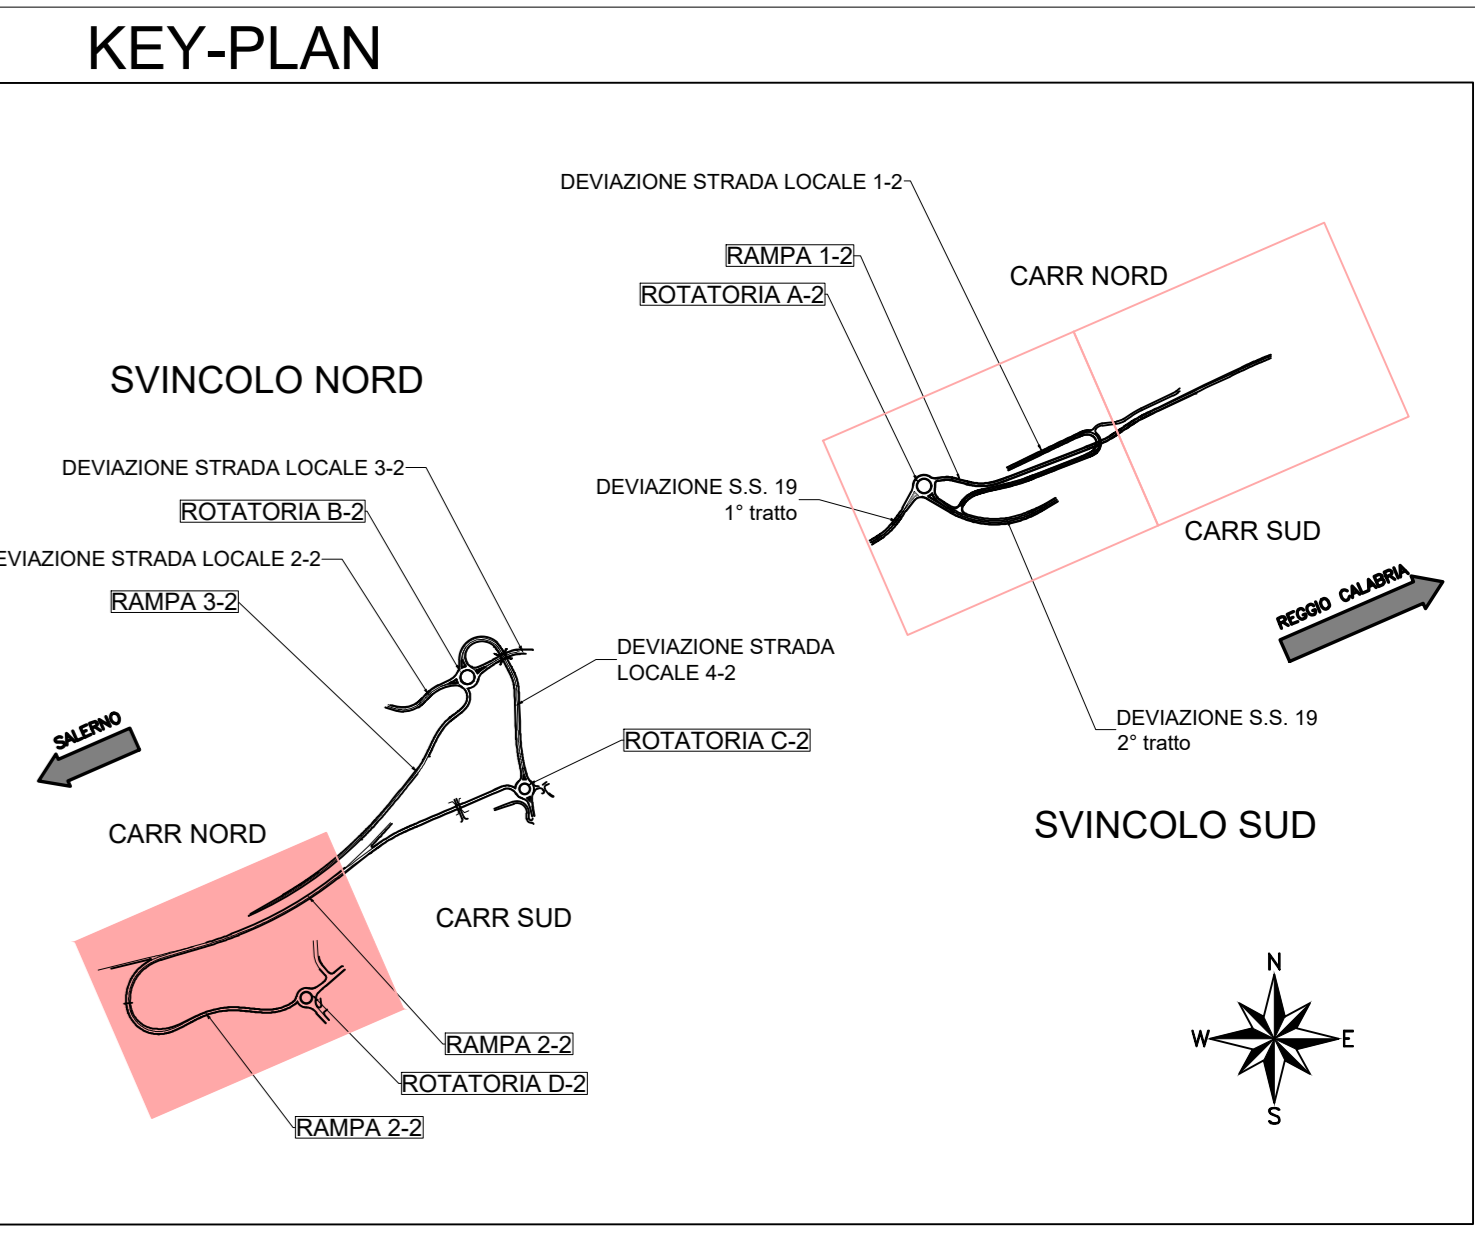 KEY-PLAN
DEVIAZIONE STRADA LOCALE 1-2
RAMPA 1-2
CARR NORD
ROTATORIA A-2
SVINCOLO NORD
DEVIAZIONE STRADA LOCALE 3-2
DEVIAZIONE S.S. 19
1° tratto
ROTATORIA B-2
CARR SUD
EVIAZIONE STRADA LOCALE 2-2
REGGIO CALABRIA
RAMPA 3-2
DEVIAZIONE STRADA
LOCALE 4-2
SALERNO
DEVIAZIONE S.S. 19
2° tratto
ROTATORIA C-2
SVINCOLO SUD
CARR NORD
CARR SUD
N
W
E
S
RAMPA 2-2
ROTATORIA D-2
RAMPA 2-2